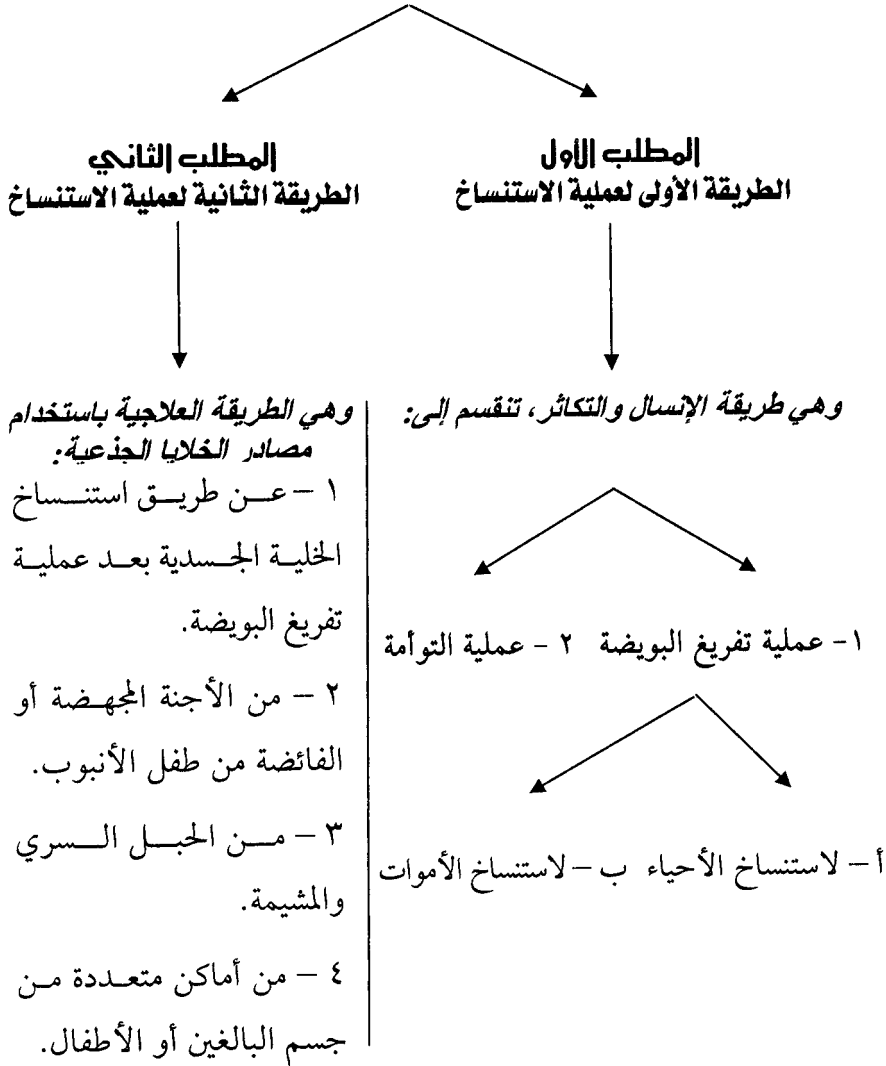 المطلب الأول
الطريقة الأولى لعملية الاستنساخ
وهي طريقة الإنسال والتكاثر، تنقسم إلى:
١- عملية تفريغ البويضة ٢ - عملية التوأمة
أ – لاستنساخ الأحياء ب – لاستنساخ الأموات
المطلب الثاني
الطريقة الثانية لعملية الاستنساخ
وهي الطريقة العلاجية باستخدام
مصادر الخلايا الجذعية:
١ – عن طريق استنساخ
الخلية الجسدية بعد عملية
تفريغ البويضة.
٢ – من الأجنة المجهضة أو
الفائضة من طفل الأنبوب.
٣ – من الحبل السري
والمشيمة.
٤ – من أماكن متعددة من
جسم البالغين أو الأطفال.